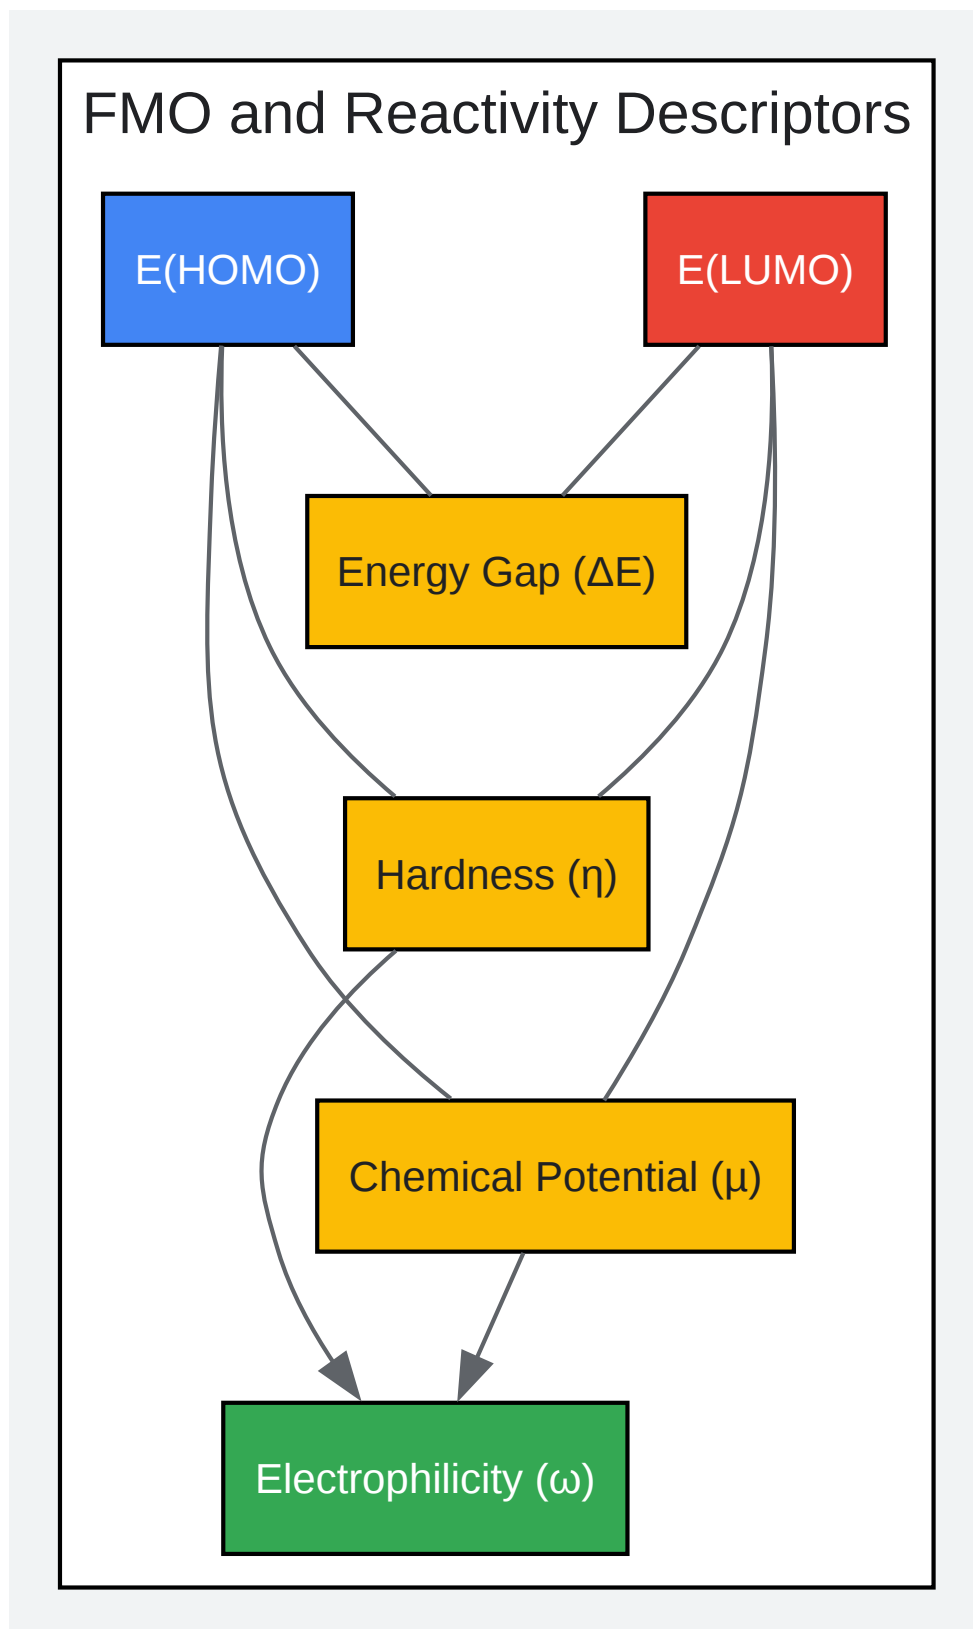 FMO and Reactivity Descriptors
E(HOMO)
E(LUMO)
Energy Gap (ΔE)
Hardness (η)
Chemical Potential (μ)
Electrophilicity (ω)